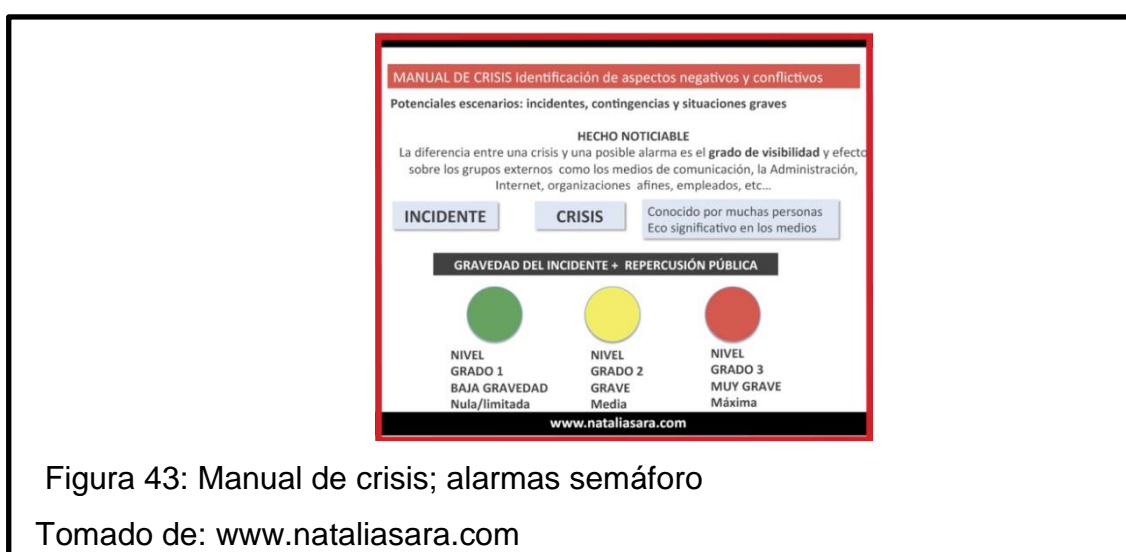 MANUAL DE CRISIS Identificación de aspectos negativos y conflictivos
Potenciales escenarios: incidentes, contingencias y situaciones graves
HECHO NOTICIABLE
La diferencia entre una crisis y una posible alarma es el grado de visibilidad y efecto
sobre los grupos externos como los medios de comunicación, la Administración,
Internet, organizaciones afines, empleados, etc...
INCIDENTE
CRISIS
Conocido por muchas personas
Eco significativo en los medios
GRAVEDAD DEL INCIDENTE + REPERCUSIÓN PÚBLICA
NIVEL
GRADO 1
BAJA GRAVEDAD
Nula/limitada
NIVEL
GRADO 2
GRAVE
Media
NIVEL
GRADO 3
MUY GRAVE
Máxima
www.nataliasara.com
Figura 43: Manual de crisis; alarmas semáforo
Tomado de: www.nataliasara.com